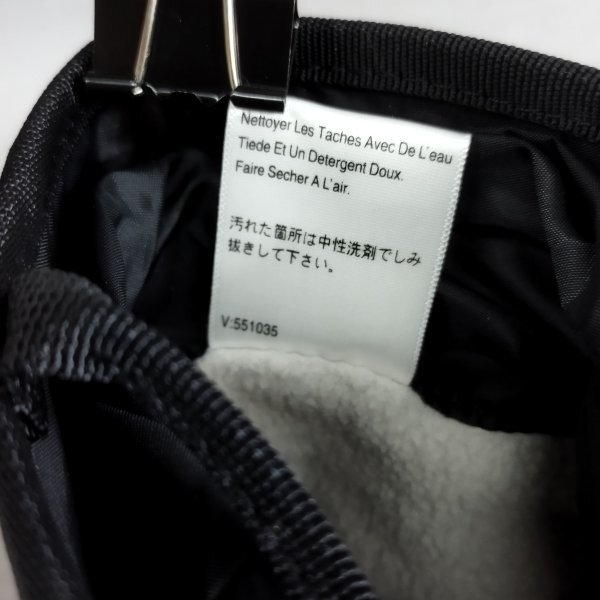 Nettoyer Les Taches Avec De L'eau
Tiede Et Un Detergent Doux.
Faire Secher A L'air.
汚れた箇所は中性洗剤でしみ
抜きして下さい。
V:551035